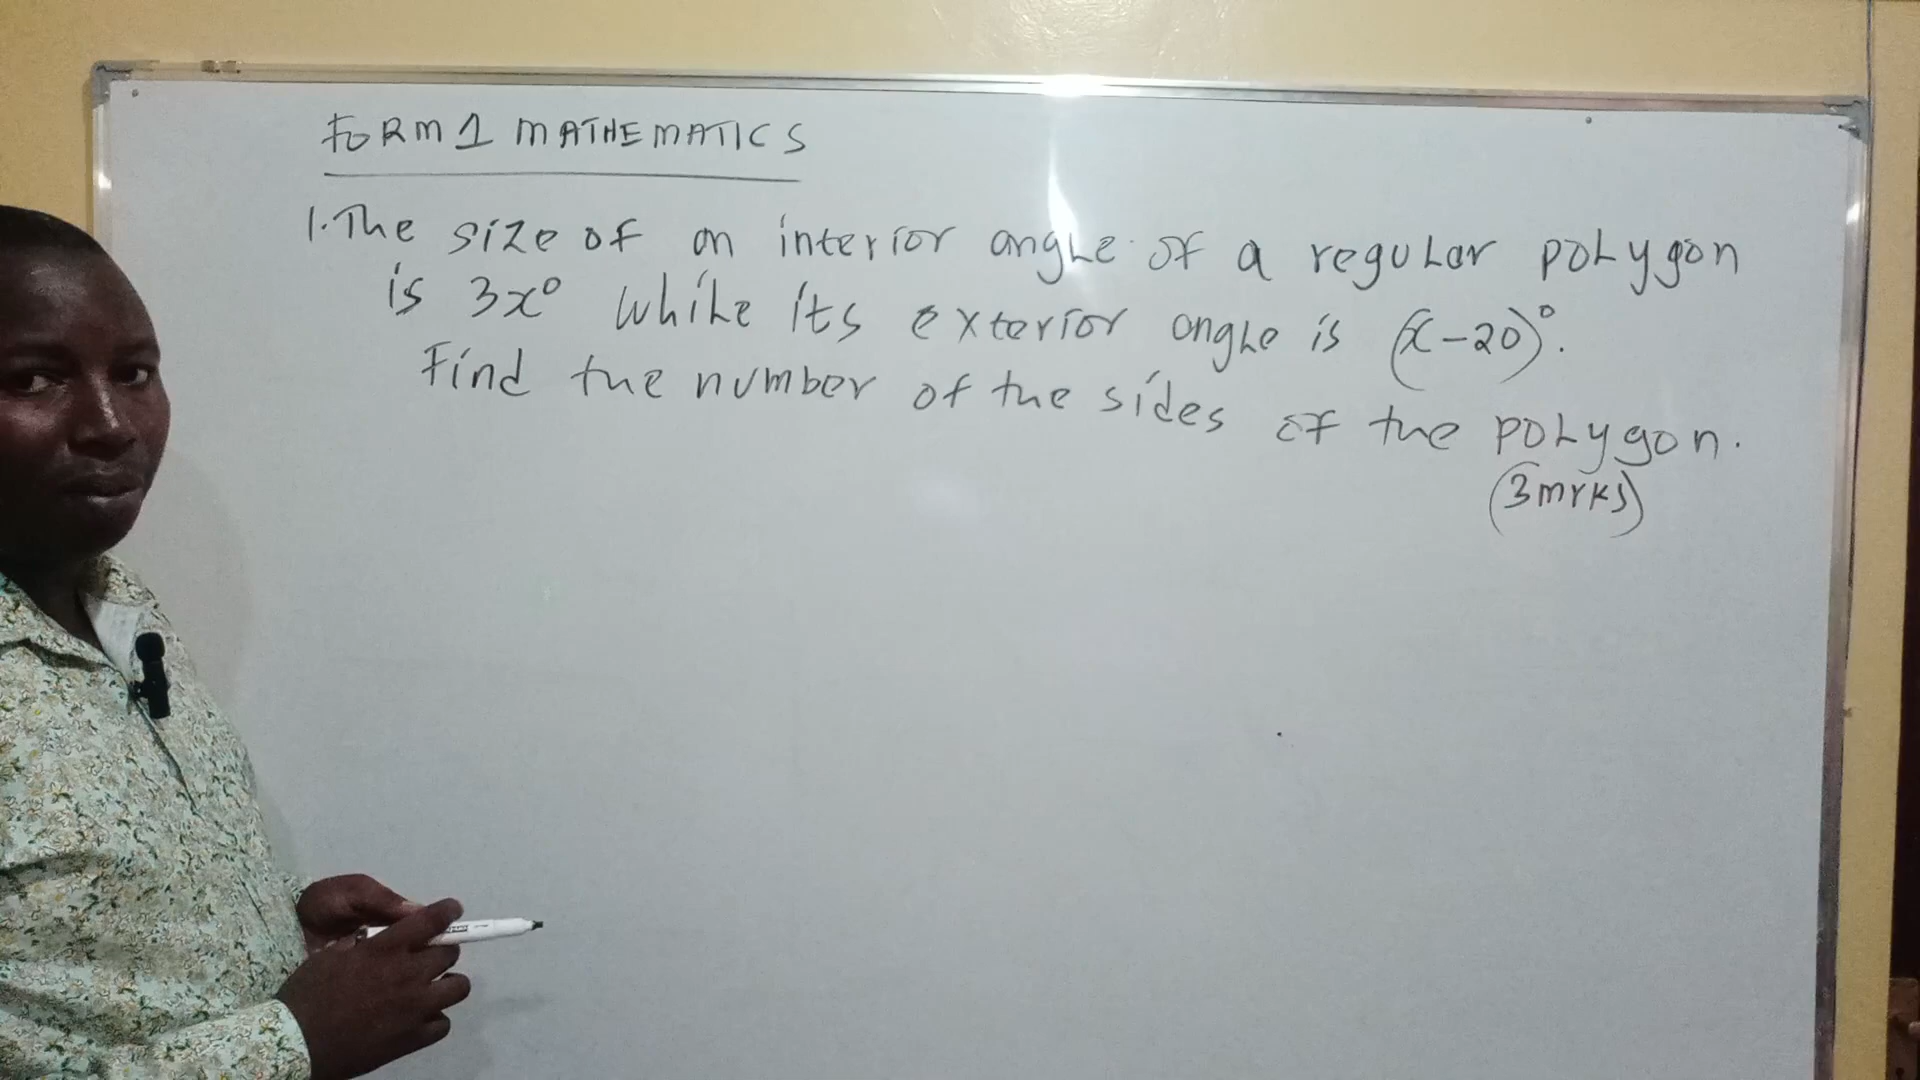 FORM 1 MATHEMATICS
1. The size of an interior angle of a regular polygon
is 3x° while its exterior angle is (x-20)°.
Find the number of the sides of the polygon.
(3mrks)